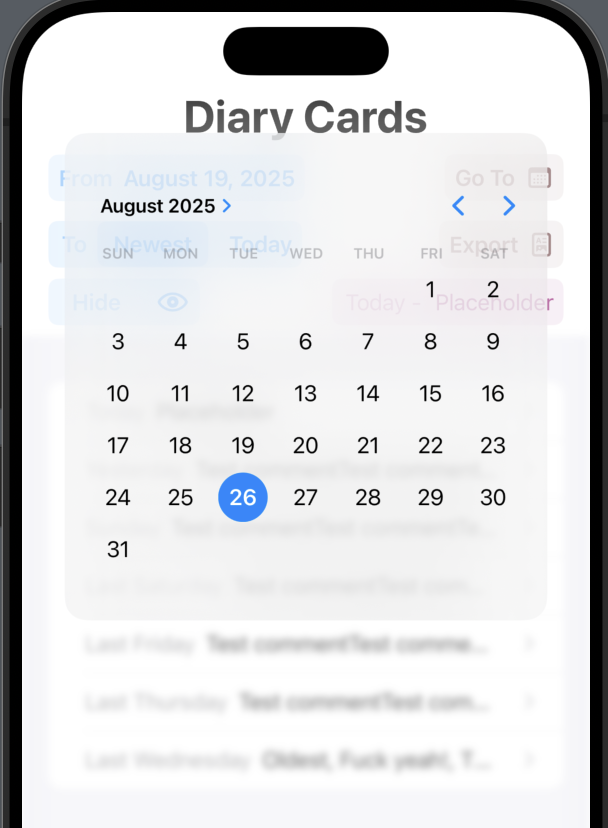 Diary Cards
From August 19, 2025 Go To
August 2025
To Newest Today Export
SUN MON TUE WED THU FRI SAT
1 2
Hide Today - Placeholder
3 4 5 6 7 8 9
10 11 12 13 14 15 16
Placeholder
17 18 19 20 21 22 23
Test commentTest comment...
24 25 26 27 28 29 30
Test commentTest commentTe...
31
Last Saturday Test commentTest com...
Last Friday Test commentTest comme...
Last Thursday Test commentTest com...
Last Wednesday Oldest, Fuck yeah!, T...